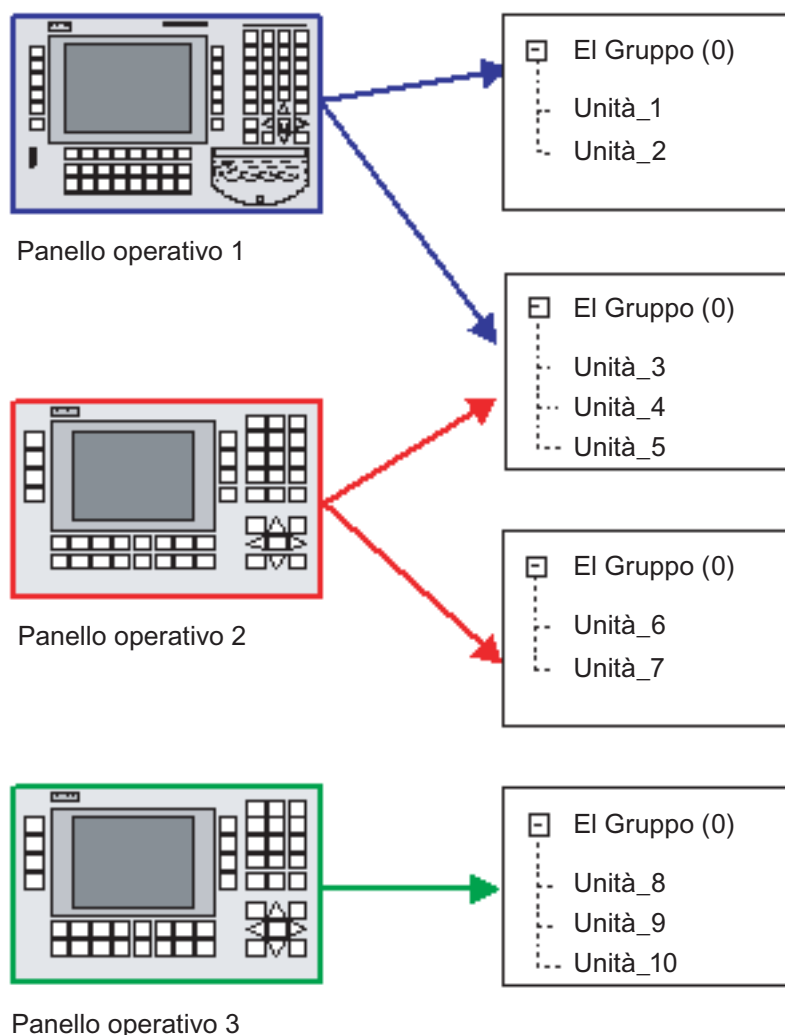 El Gruppo (0)
Unità_1
Unità_2
Panello operativo 1
El Gruppo (0)
Unità_3
Unità_4
Unità_5
El Gruppo (0)
Unità_6
Unità_7
Panello operativo 2
El Gruppo (0)
Unità_8
Unità_9
Unità_10
Panello operativo 3